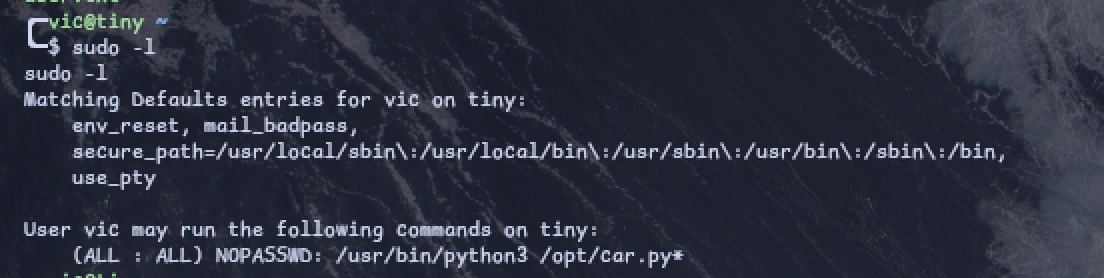 vic@tiny ~
$ sudo -l
sudo -l
Matching Defaults entries for vic on tiny:
env_reset, mail_badpass,
secure_path=/usr/local/sbin\:/usr/local/bin\:/usr/sbin\:/usr/bin\:/sbin\:/bin,
use_pty
User vic may run the following commands on tiny:
(ALL : ALL) NOPASSWD: /usr/bin/python3 /opt/car.py*